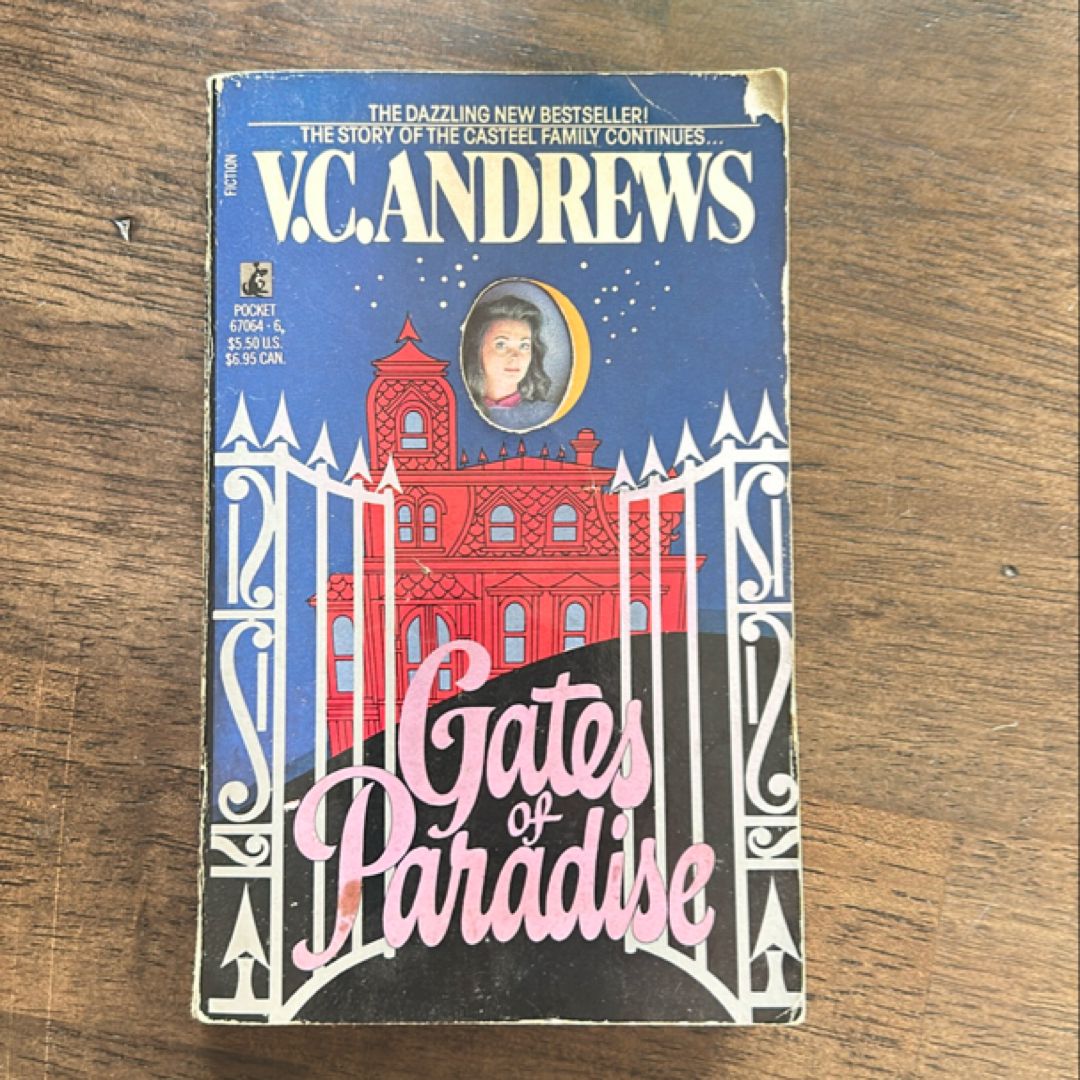 THE DAZZLING NEW BESTSELLER!
THE STORY OF THE CASTEEL FAMILY CONTINUES...
FICTION
V.C. ANDREWS
POCKET
67064-6
$5.50 U.S.
$6.95 CAN.
Gates
of
Paradise